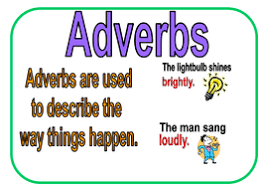 Adverbs
Adverbs are used
to describe the
way things happen.
The lightbulb shines
brightly.
The man sang
loudly.